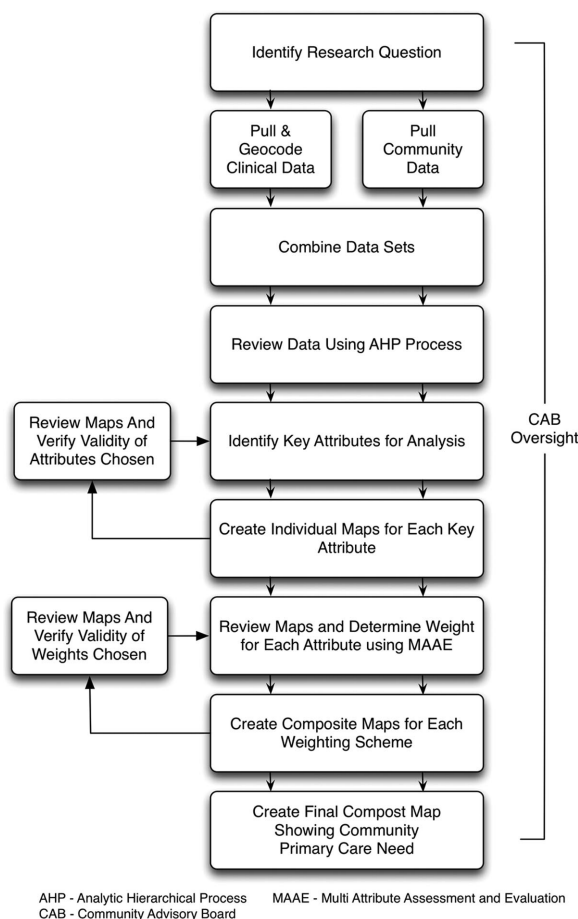 Identify Research Question
Pull &
Geocode
Clinical Data
Pull
Community
Data
Combine Data Sets
Review Data Using AHP Process
Review Maps And
Verify Validity of
Attributes Chosen
Identify Key Attributes for Analysis
CAB
Oversight
Create Individual Maps for Each Key
Attribute
Review Maps And
Verify Validity of
Weights Chosen
Review Maps and Determine Weight
for Each Attribute using MAAE
Create Composite Maps for Each
Weighting Scheme
Create Final Compost Map
Showing Community
Primary Care Need
AHP - Analytic Hierarchical Process MAAE - Multi Attribute Assessment and Evaluation
CAB - Community Advisory Board